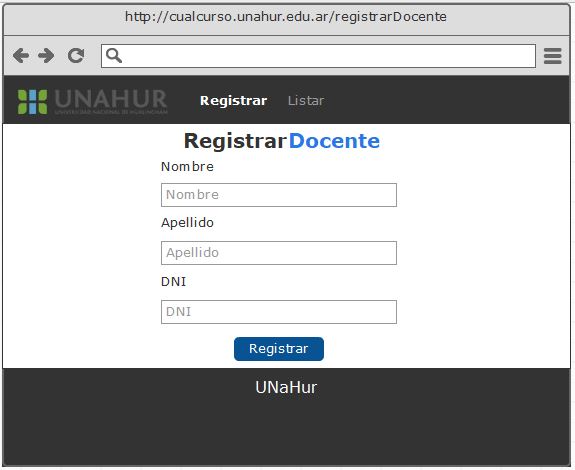 http://cualcurso.unahur.edu.ar/registrarDocente
UNAHUR Registrar Listar
UNIVERSIDAD NACIONAL DE HURLINGHAM
RegistrarDocente
Nombre
Nombre
Apellido
Apellido
DNI
DNI
Registrar
UNaHur